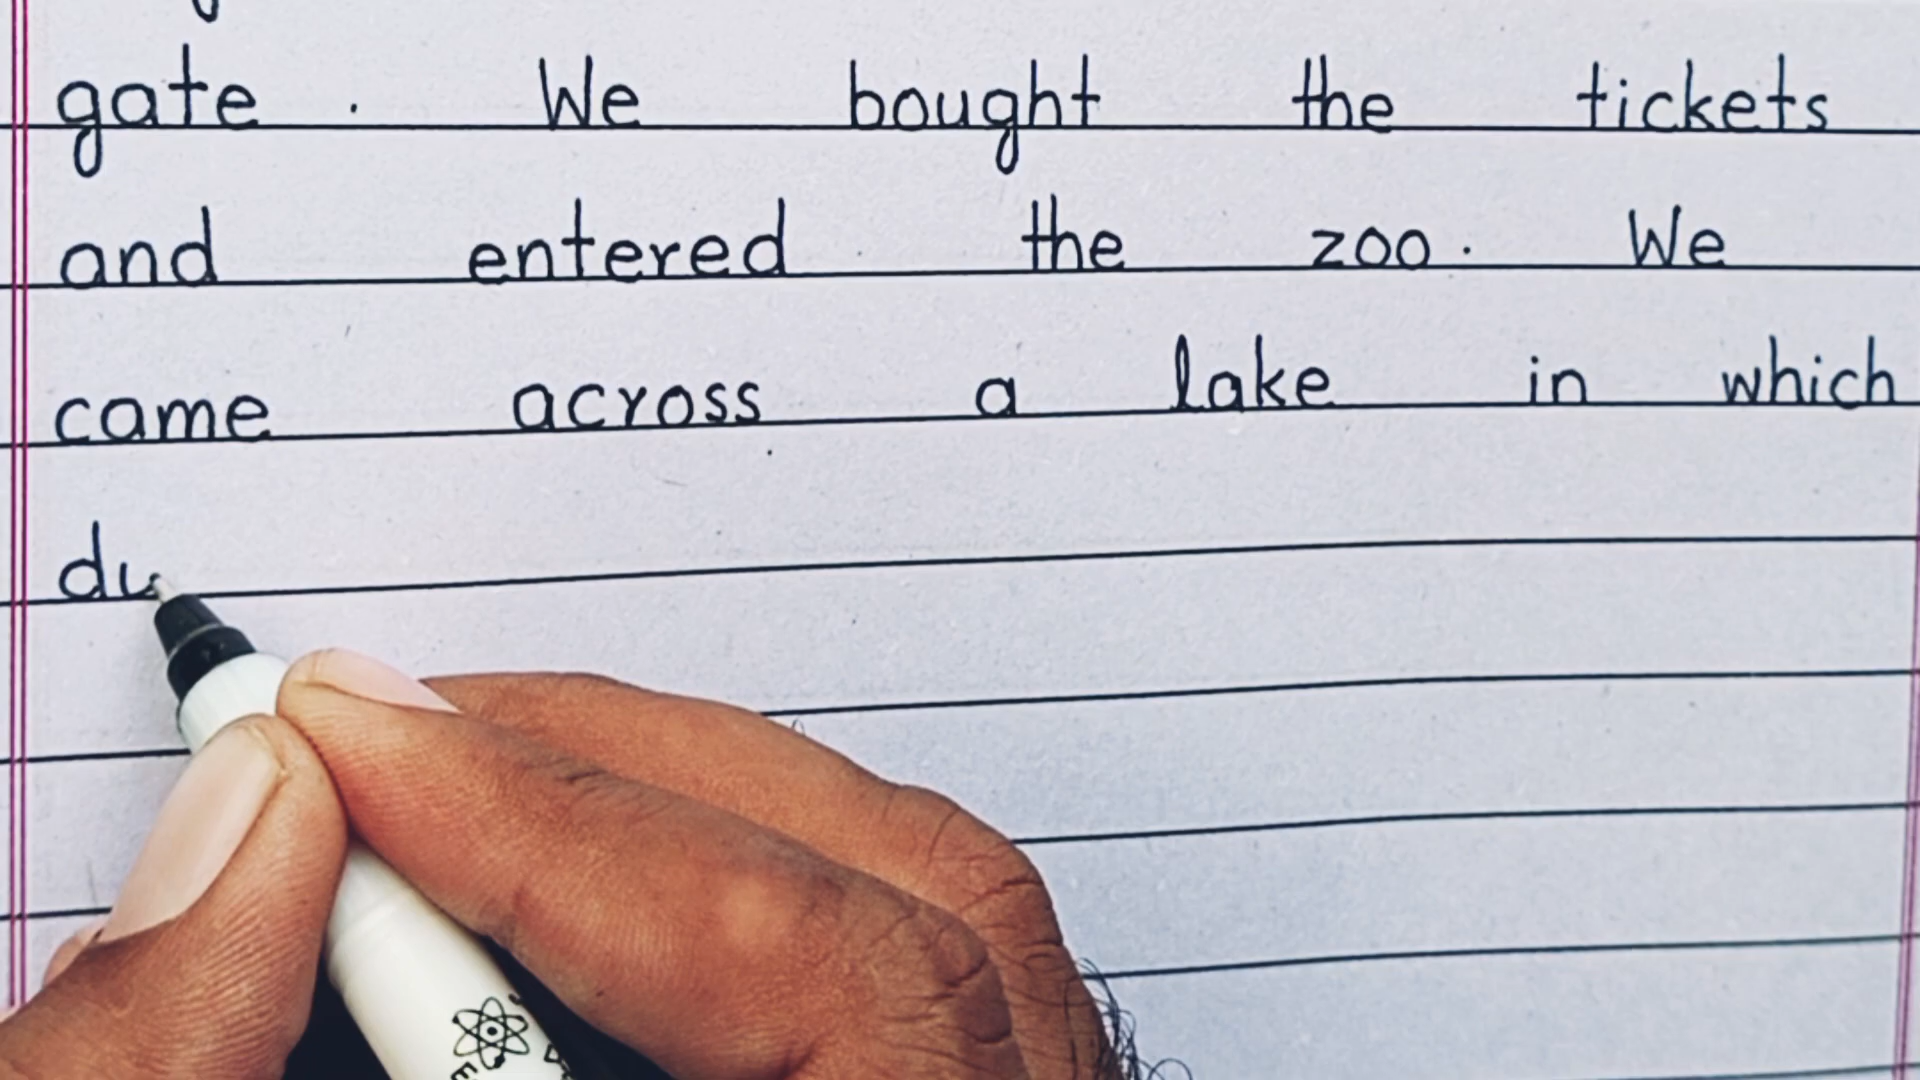 gate . We bought the tickets
and entered the zoo. We
came across a lake in which
du